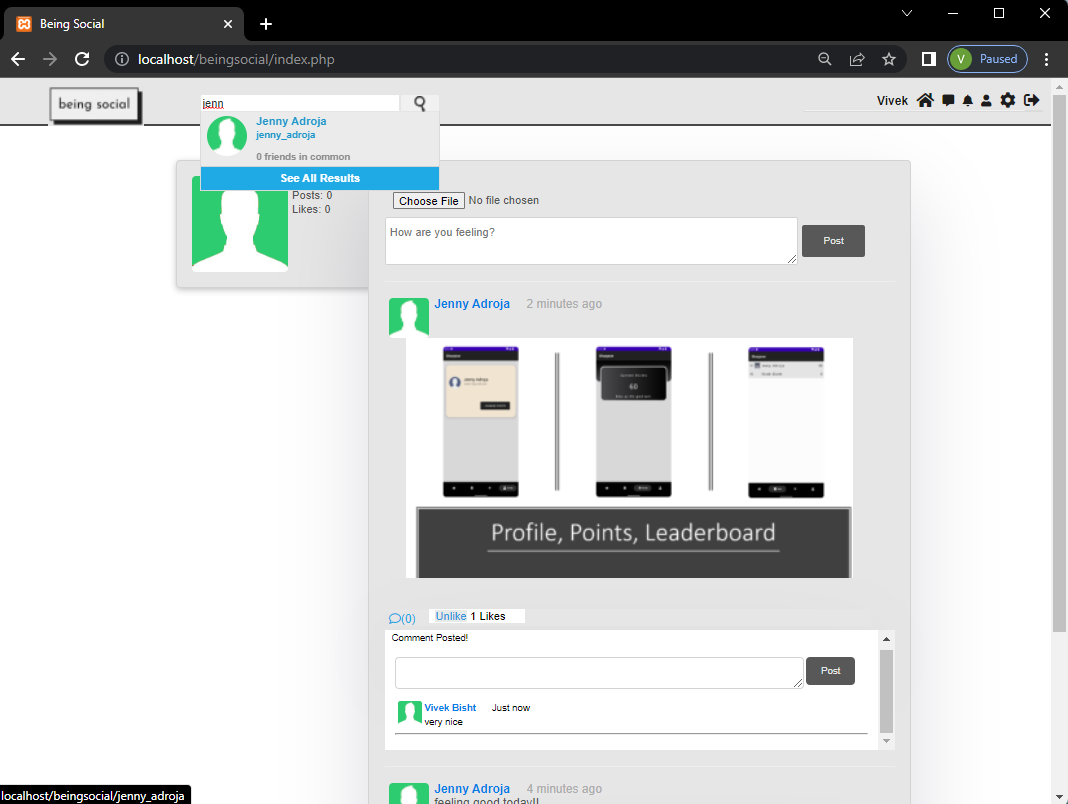 Being Social
localhost/beingsocial/index.php
V
Paused
being social
jenn
Vivek
Jenny Adroja
jenny_adroja
0 friends in common
See All Results
Posts: 0
Likes: 0
Choose File No file chosen
How are you feeling?
Post
Jenny Adroja 2 minutes ago
Jenny Adroja
60
Profile, Points, Leaderboard
(0)
Unlike 1 Likes
Comment Posted!
Post
Vivek Bisht Just now
very nice
Jenny Adroja 4 minutes ago
feeling good today!!
localhost/beingsocial/jenny_adroja